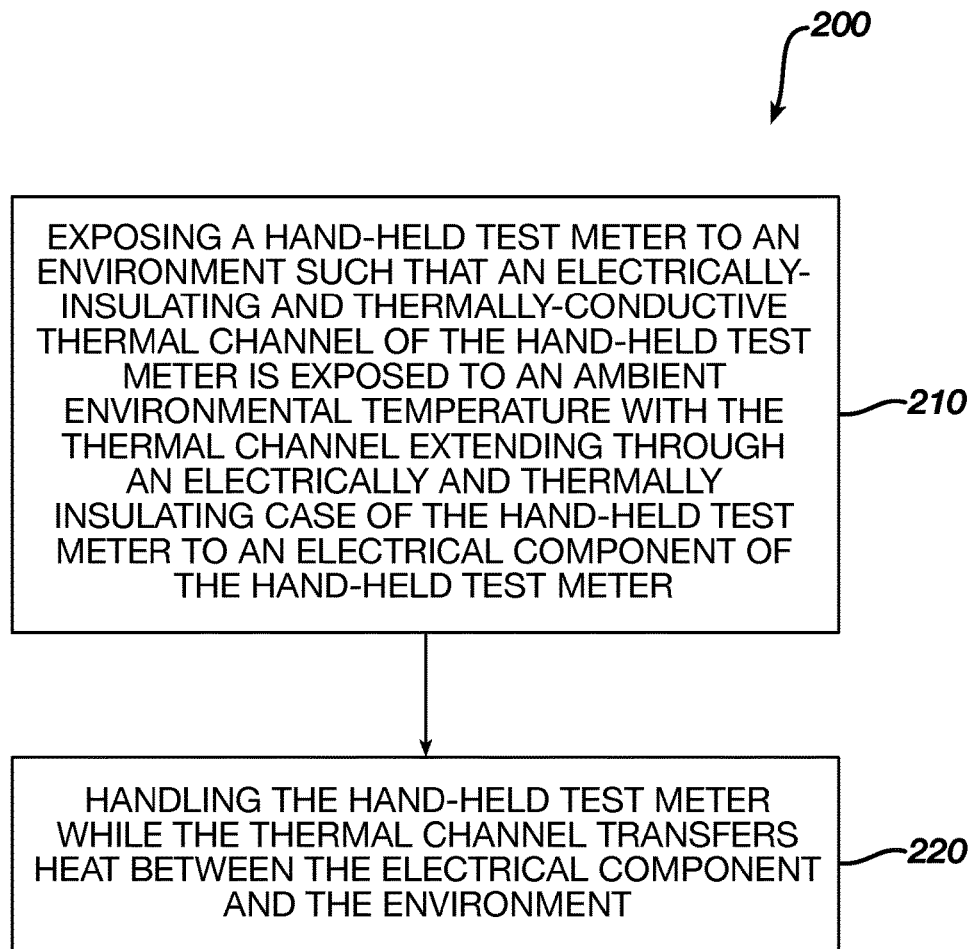 200
EXPOSING A HAND-HELD TEST METER TO AN
ENVIRONMENT SUCH THAT AN ELECTRICALLY-
INSULATING AND THERMALLY-CONDUCTIVE
THERMAL CHANNEL OF THE HAND-HELD TEST
METER IS EXPOSED TO AN AMBIENT
ENVIRONMENTAL TEMPERATURE WITH THE
THERMAL CHANNEL EXTENDING THROUGH
AN ELECTRICALLY AND THERMALLY
INSULATING CASE OF THE HAND-HELD TEST
METER TO AN ELECTRICAL COMPONENT OF
THE HAND-HELD TEST METER
210
HANDLING THE HAND-HELD TEST METER
WHILE THE THERMAL CHANNEL TRANSFERS
HEAT BETWEEN THE ELECTRICAL COMPONENT
AND THE ENVIRONMENT
220